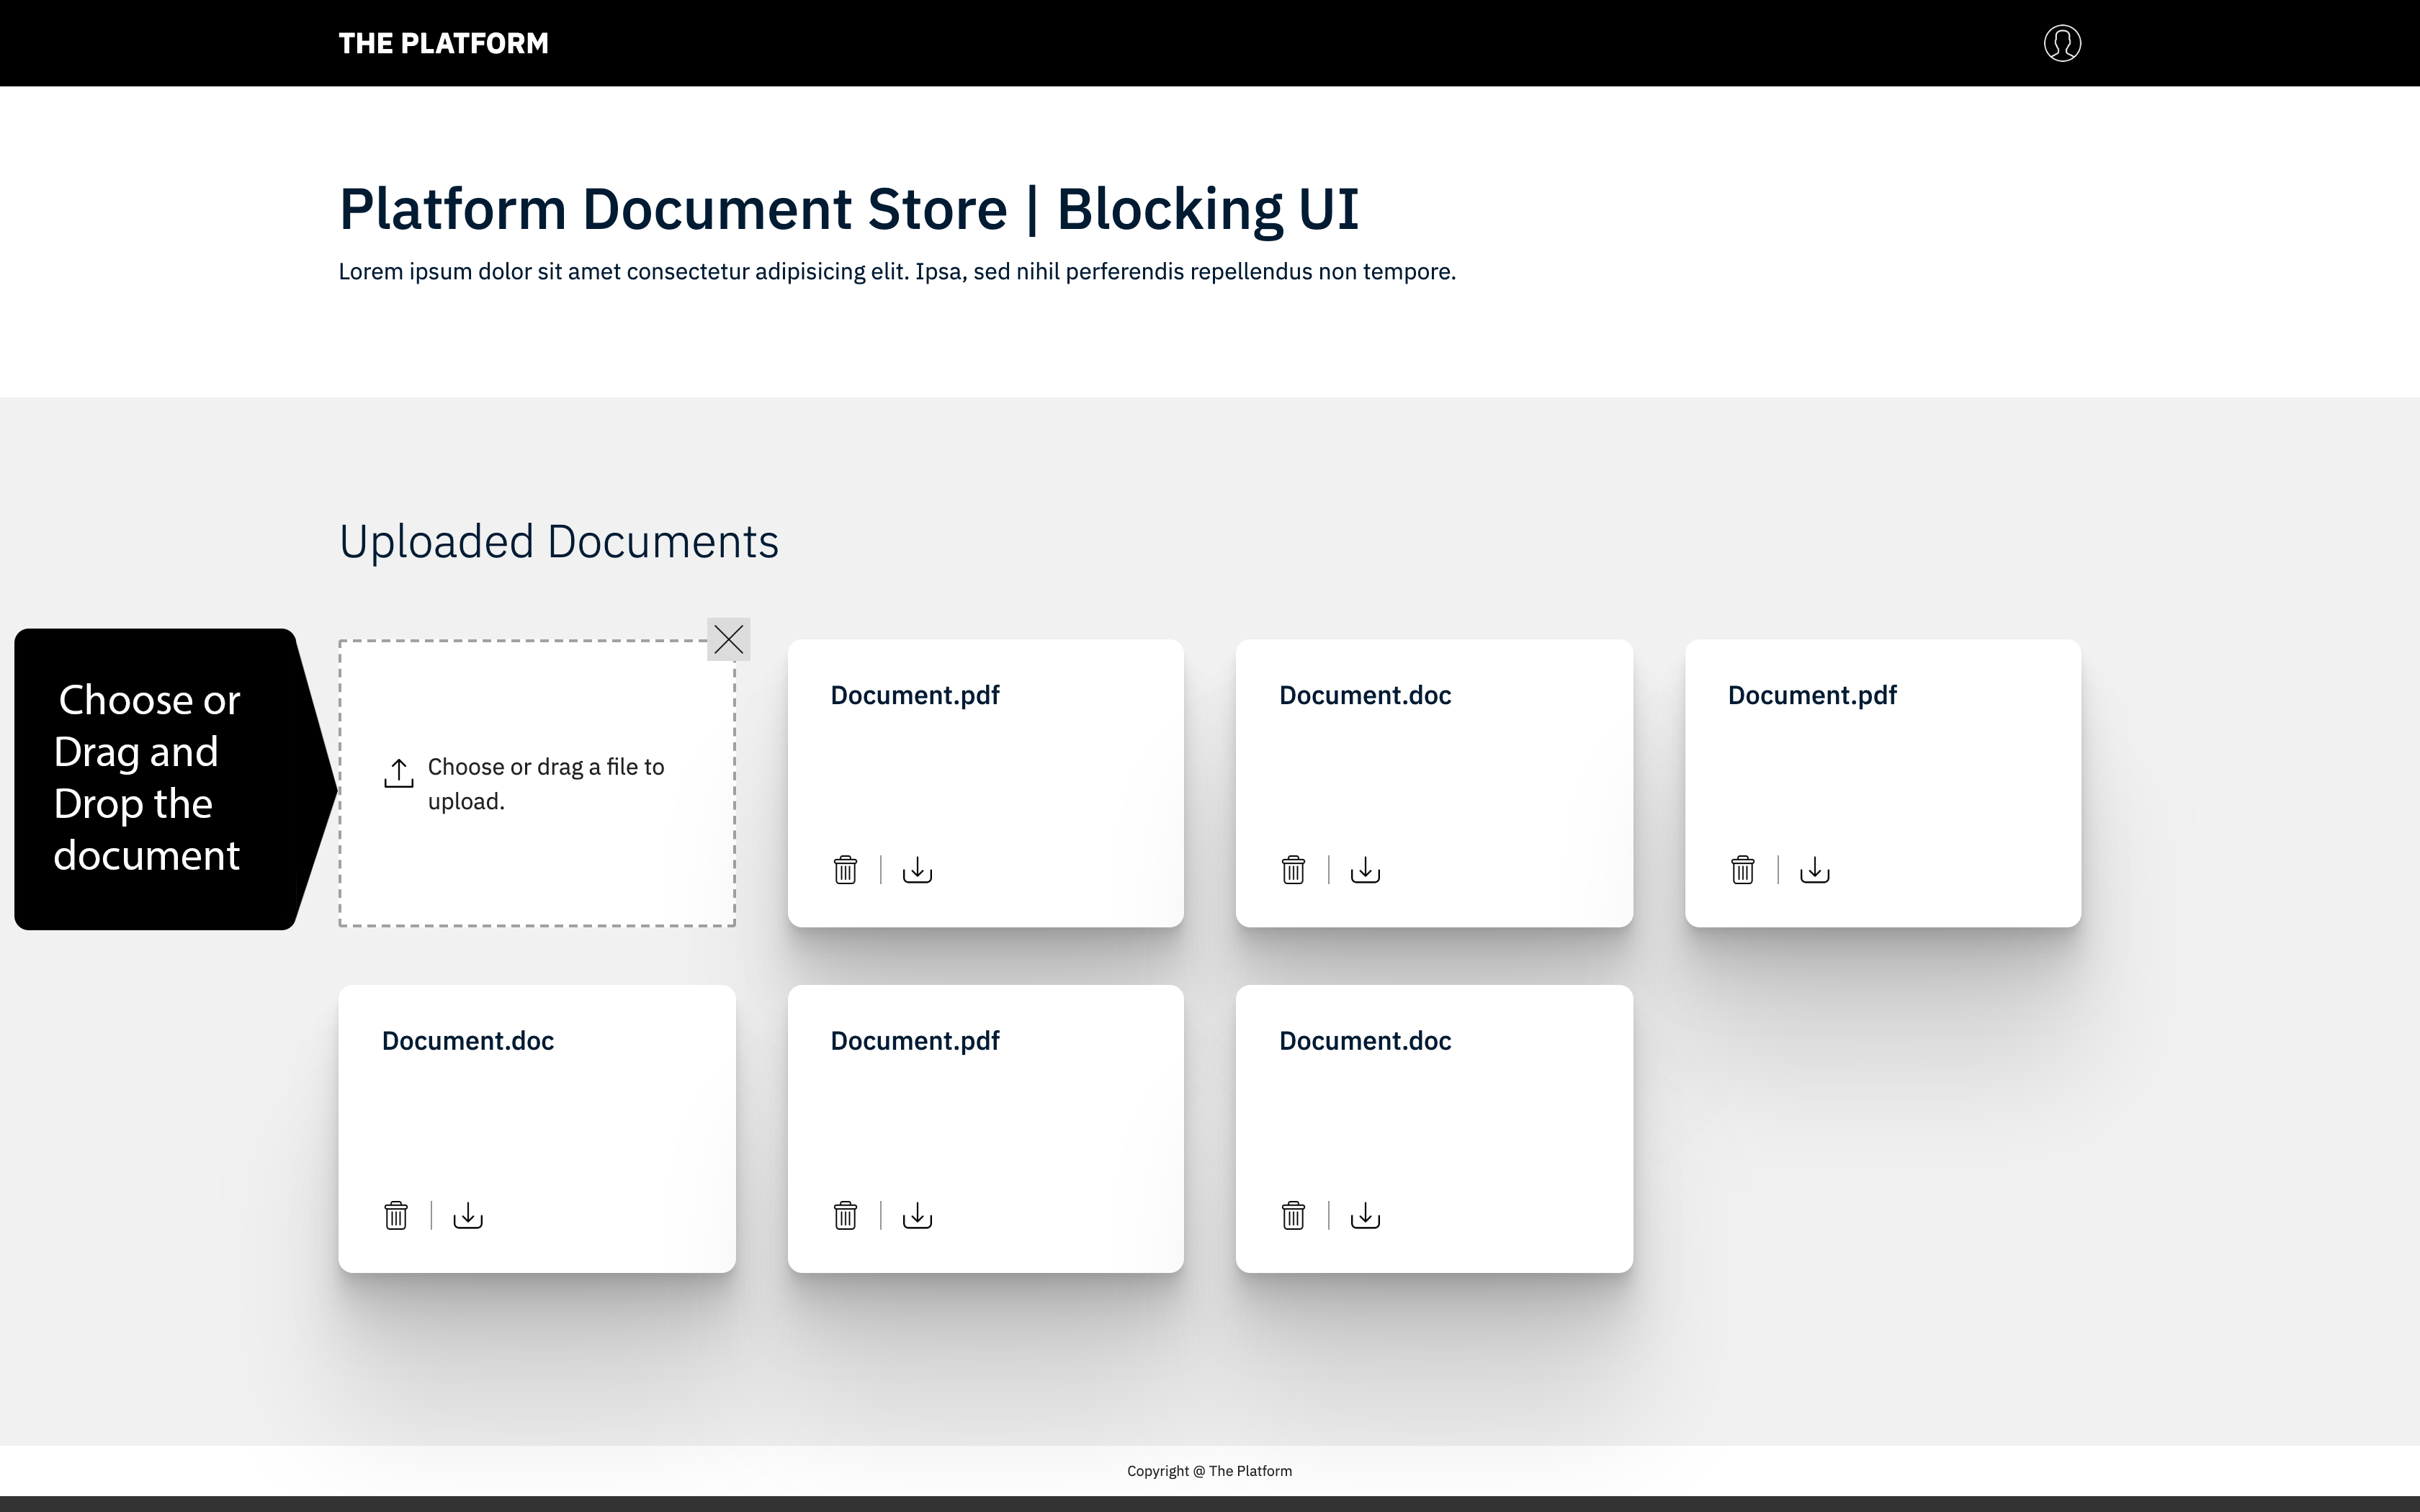 THE PLATFORM
Platform Document Store | Blocking UI
Lorem ipsum dolor sit amet consectetur adipisicing elit. Ipsa, sed nihil perferendis repellendus non tempore.
Uploaded Documents
Choose or
Drag and
Drop the
document
Choose or drag a file to
upload.
Document.pdf
Document.doc
Document.pdf
Document.doc
Document.pdf
Document.doc
Copyright @ The Platform